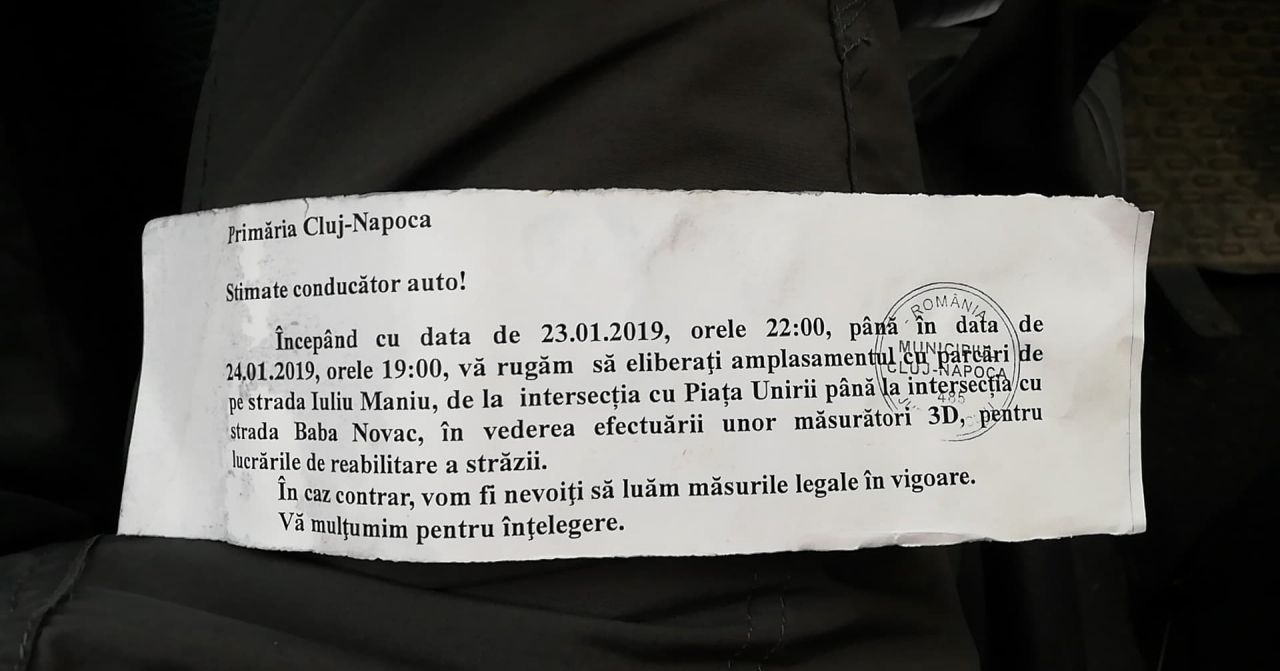 Primăria Cluj-Napoca
Stimate conducător auto!
Începând cu data de 23.01.2019, orele 22:00, până în data de
24.01.2019, orele 19:00, vă rugăm să eliberaţi amplasamentul cu parcări de
pe strada Iuliu Maniu, de la intersecția cu Piața Unirii până la intersecția cu
strada Baba Novac, în vederea efectuării unor măsurători 3D, pentru
lucrările de reabilitare a străzii.
În caz contrar, vom fi nevoiţi să luăm măsurile legale în vigoare.
Vă mulţumim pentru înţelegere.
ROMÂNIA
MUNICIPIUL
CLUJ-NAPOCA
485